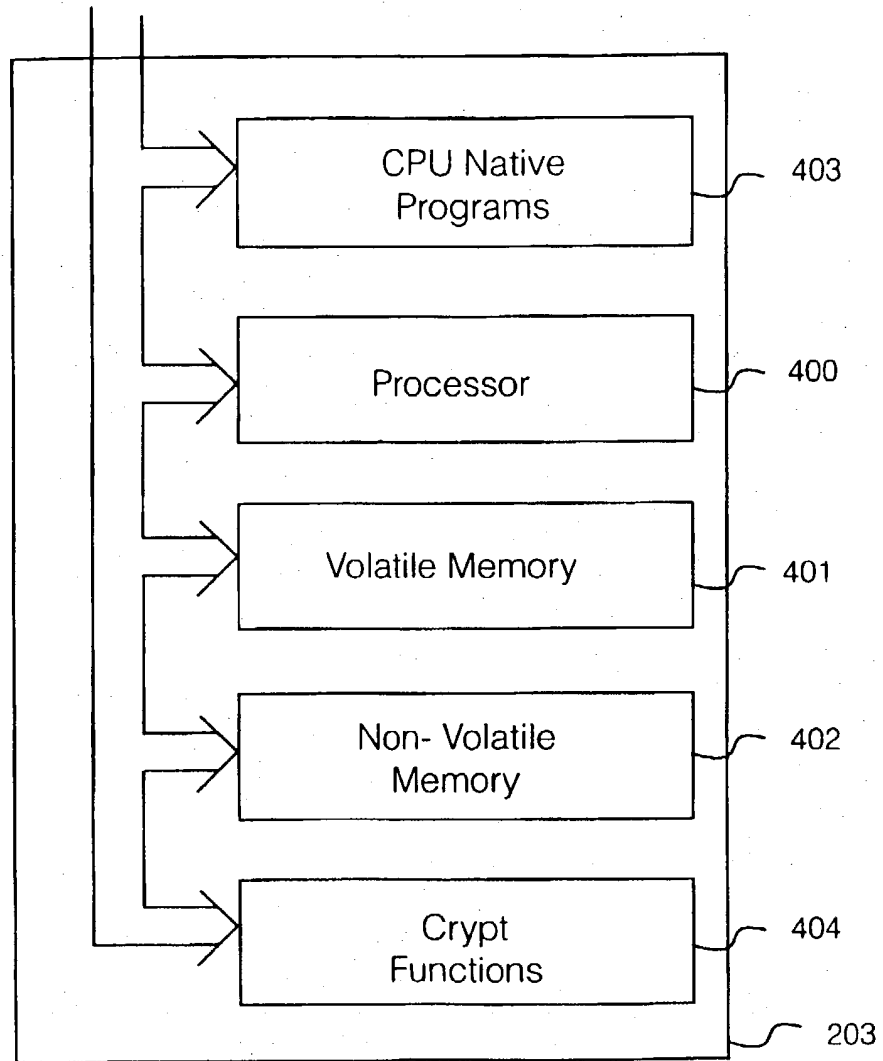 CPU Native
Programs
403
Processor
400
Volatile Memory
401
Non- Volatile
Memory
402
Crypt
Functions
404
203